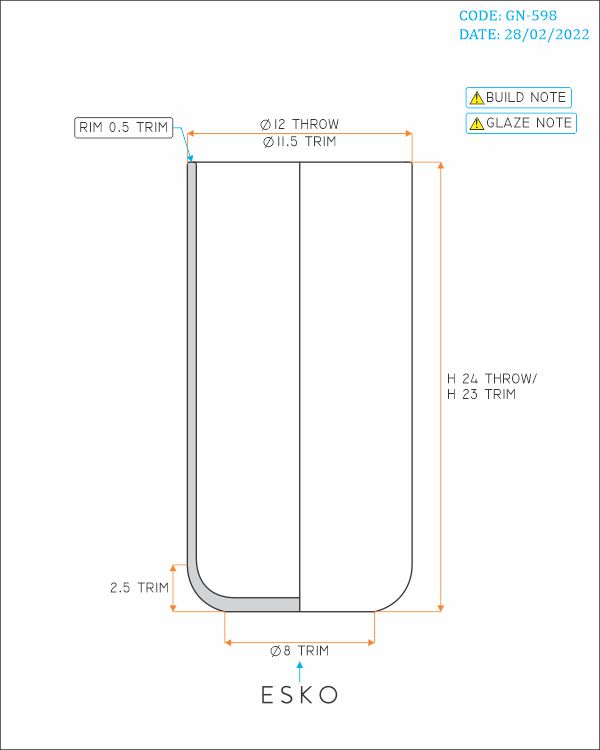 CODE: GN-598
DATE: 28/02/2022
BUILD NOTE
GLAZE NOTE
RIM 0.5 TRIM
Ø12 THROW
Ø11.5 TRIM
H 24 THROW/
H 23 TRIM
2.5 TRIM
Ø8 TRIM
ESKO